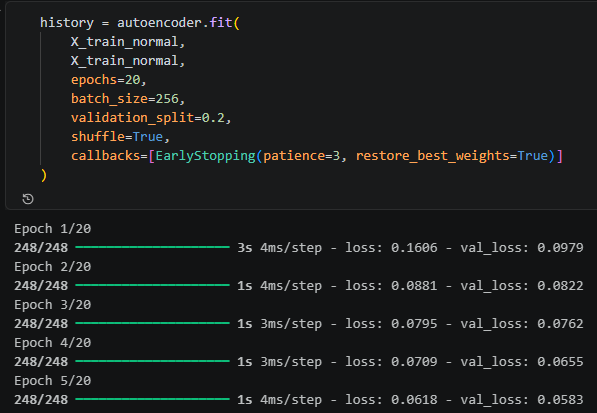 history = autoencoder.fit(
    X_train_normal,
    X_train_normal,
    epochs=20,
    batch_size=256,
    validation_split=0.2,
    shuffle=True,
    callbacks=[EarlyStopping(patience=3, restore_best_weights=True)]
)
Epoch 1/20
248/248 ━━━━━━━━━━━━━━━━━━━━ 3s 4ms/step - loss: 0.1606 - val_loss: 0.0979
Epoch 2/20
248/248 ━━━━━━━━━━━━━━━━━━━━ 1s 4ms/step - loss: 0.0881 - val_loss: 0.0822
Epoch 3/20
248/248 ━━━━━━━━━━━━━━━━━━━━ 1s 3ms/step - loss: 0.0795 - val_loss: 0.0762
Epoch 4/20
248/248 ━━━━━━━━━━━━━━━━━━━━ 1s 3ms/step - loss: 0.0709 - val_loss: 0.0655
Epoch 5/20
248/248 ━━━━━━━━━━━━━━━━━━━━ 1s 4ms/step - loss: 0.0618 - val_loss: 0.0583